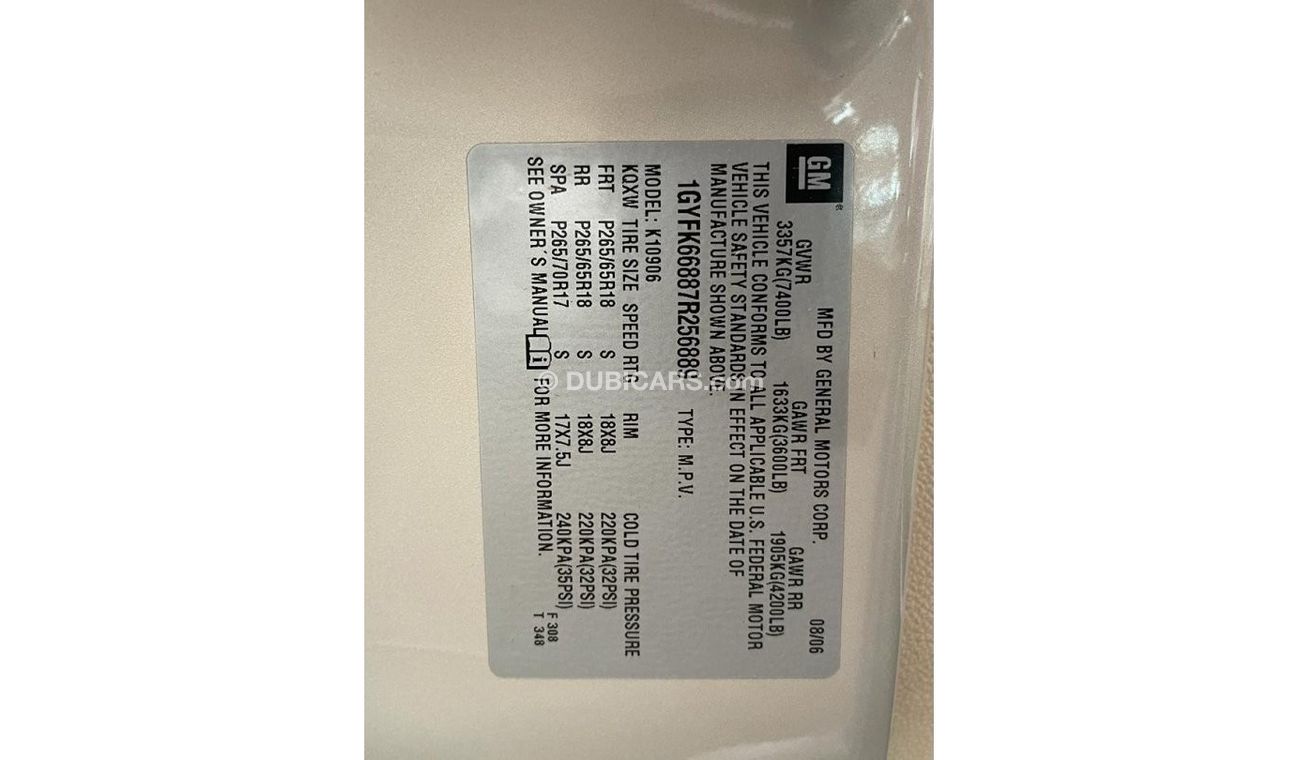 GM
MFD BY GENERAL MOTORS CORP. 08/06
GVWR GAWR FRT GAWR RR
3357KG(7400LB) 1633KG(3600LB) 1905KG(4200LB)
THIS VEHICLE CONFORMS TO ALL APPLICABLE U.S. FEDERAL MOTOR
VEHICLE SAFETY STANDARDS IN EFFECT ON THE DATE OF
MANUFACTURE SHOWN ABOVE.
1GYFK66887R256889 TYPE: M.P.V.
MODEL: K10906
KQXW TIRE SIZE SPEED RTG RIM COLD TIRE PRESSURE
FRT P265/65R18 S 18X8J 220KPA(32PSI)
RR P265/65R18 S 18X8J 220KPA(32PSI)
SPA P265/70R17 S 17X7.5J 240KPA(35PSI)
SEE OWNER'S MANUAL i FOR MORE INFORMATION.
F 308
T 348
© DUBICARS.com